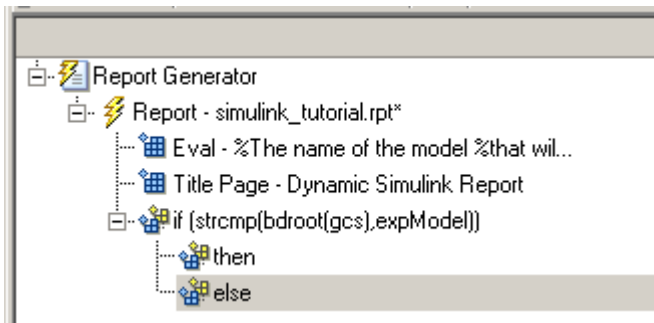 Report Generator
Report - simulink_tutorial.rpt*
Eval - %The name of the model %that wil...
Title Page - Dynamic Simulink Report
if (strcmp(bdroot(gcs),expModel))
then
else